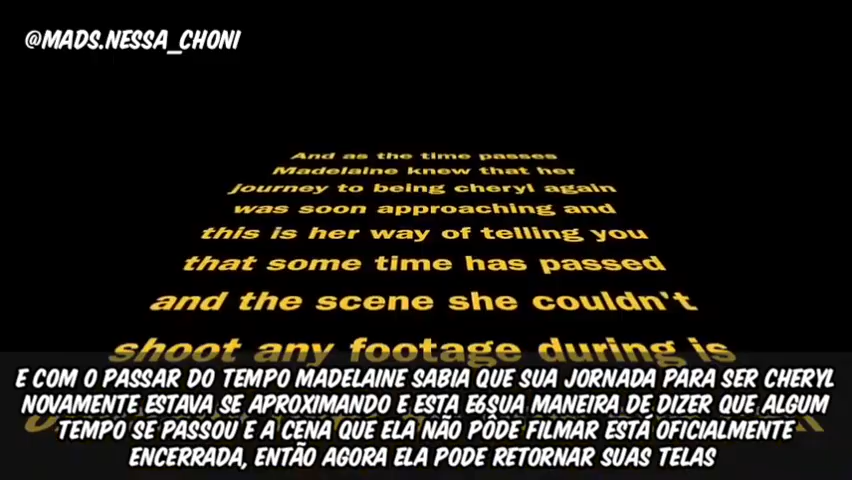 @MADS.NESSA_CHONI
And as the time passes
Madelaine knew that her
journey to being cheryl again
was soon approaching and
this is her way of telling you
that some time has passed
and the scene she couldn't
shoot any footage during is
E COM O PASSAR DO TEMPO MADELAINE SABIA QUE SUA JORNADA PARA SER CHERYL
NOVAMENTE ESTAVA SE APROXIMANDO E ESTA E6SUA MANEIRA DE DIZER QUE ALGUM
TEMPO SE PASSOU E A CENA QUE ELA NÃO PÔDE FILMAR ESTÁ OFICIALMENTE
ENCERRADA, ENTÃO AGORA ELA PODE RETORNAR SUAS TELAS